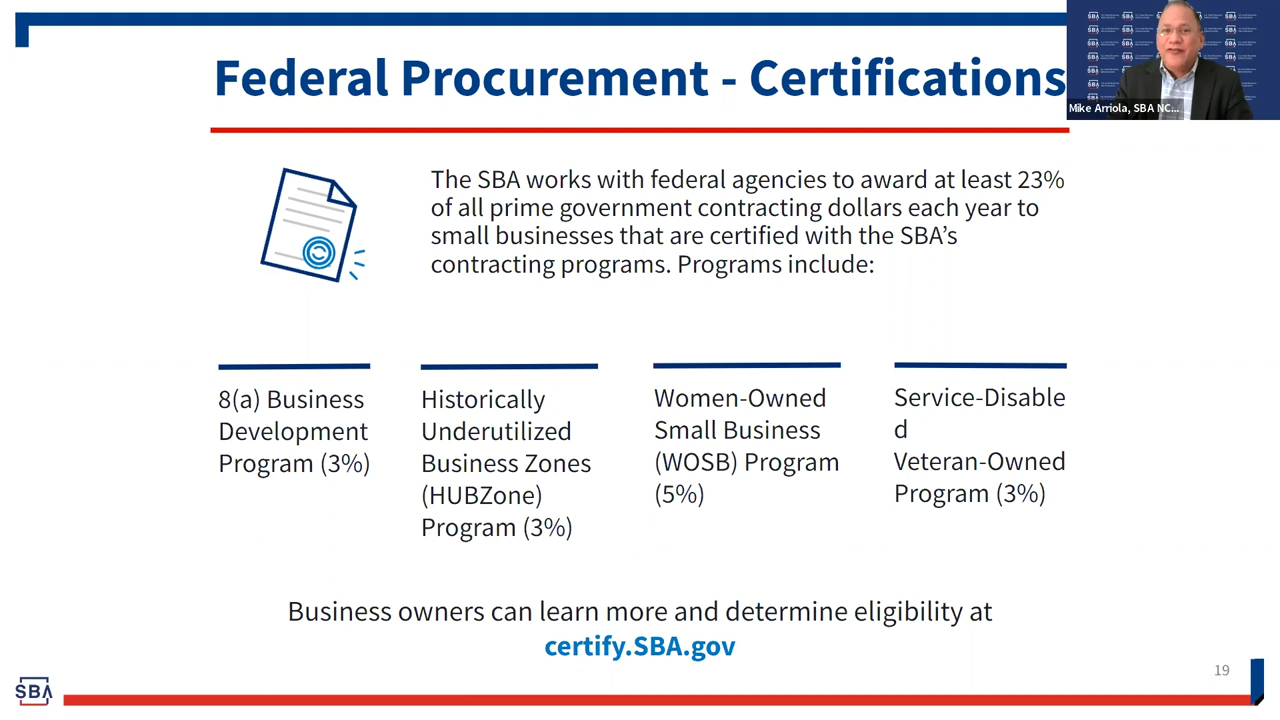 Federal Procurement - Certifications
Mike Arriola, SBA NC...
The SBA works with federal agencies to award at least 23%
of all prime government contracting dollars each year to
small businesses that are certified with the SBA’s
contracting programs. Programs include:
8(a) Business
Development
Program (3%)
Historically
Underutilized
Business Zones
(HUBZone)
Program (3%)
Women-Owned
Small Business
(WOSB) Program
(5%)
Service-Disable
d
Veteran-Owned
Program (3%)
Business owners can learn more and determine eligibility at
certify.SBA.gov
19
SBA